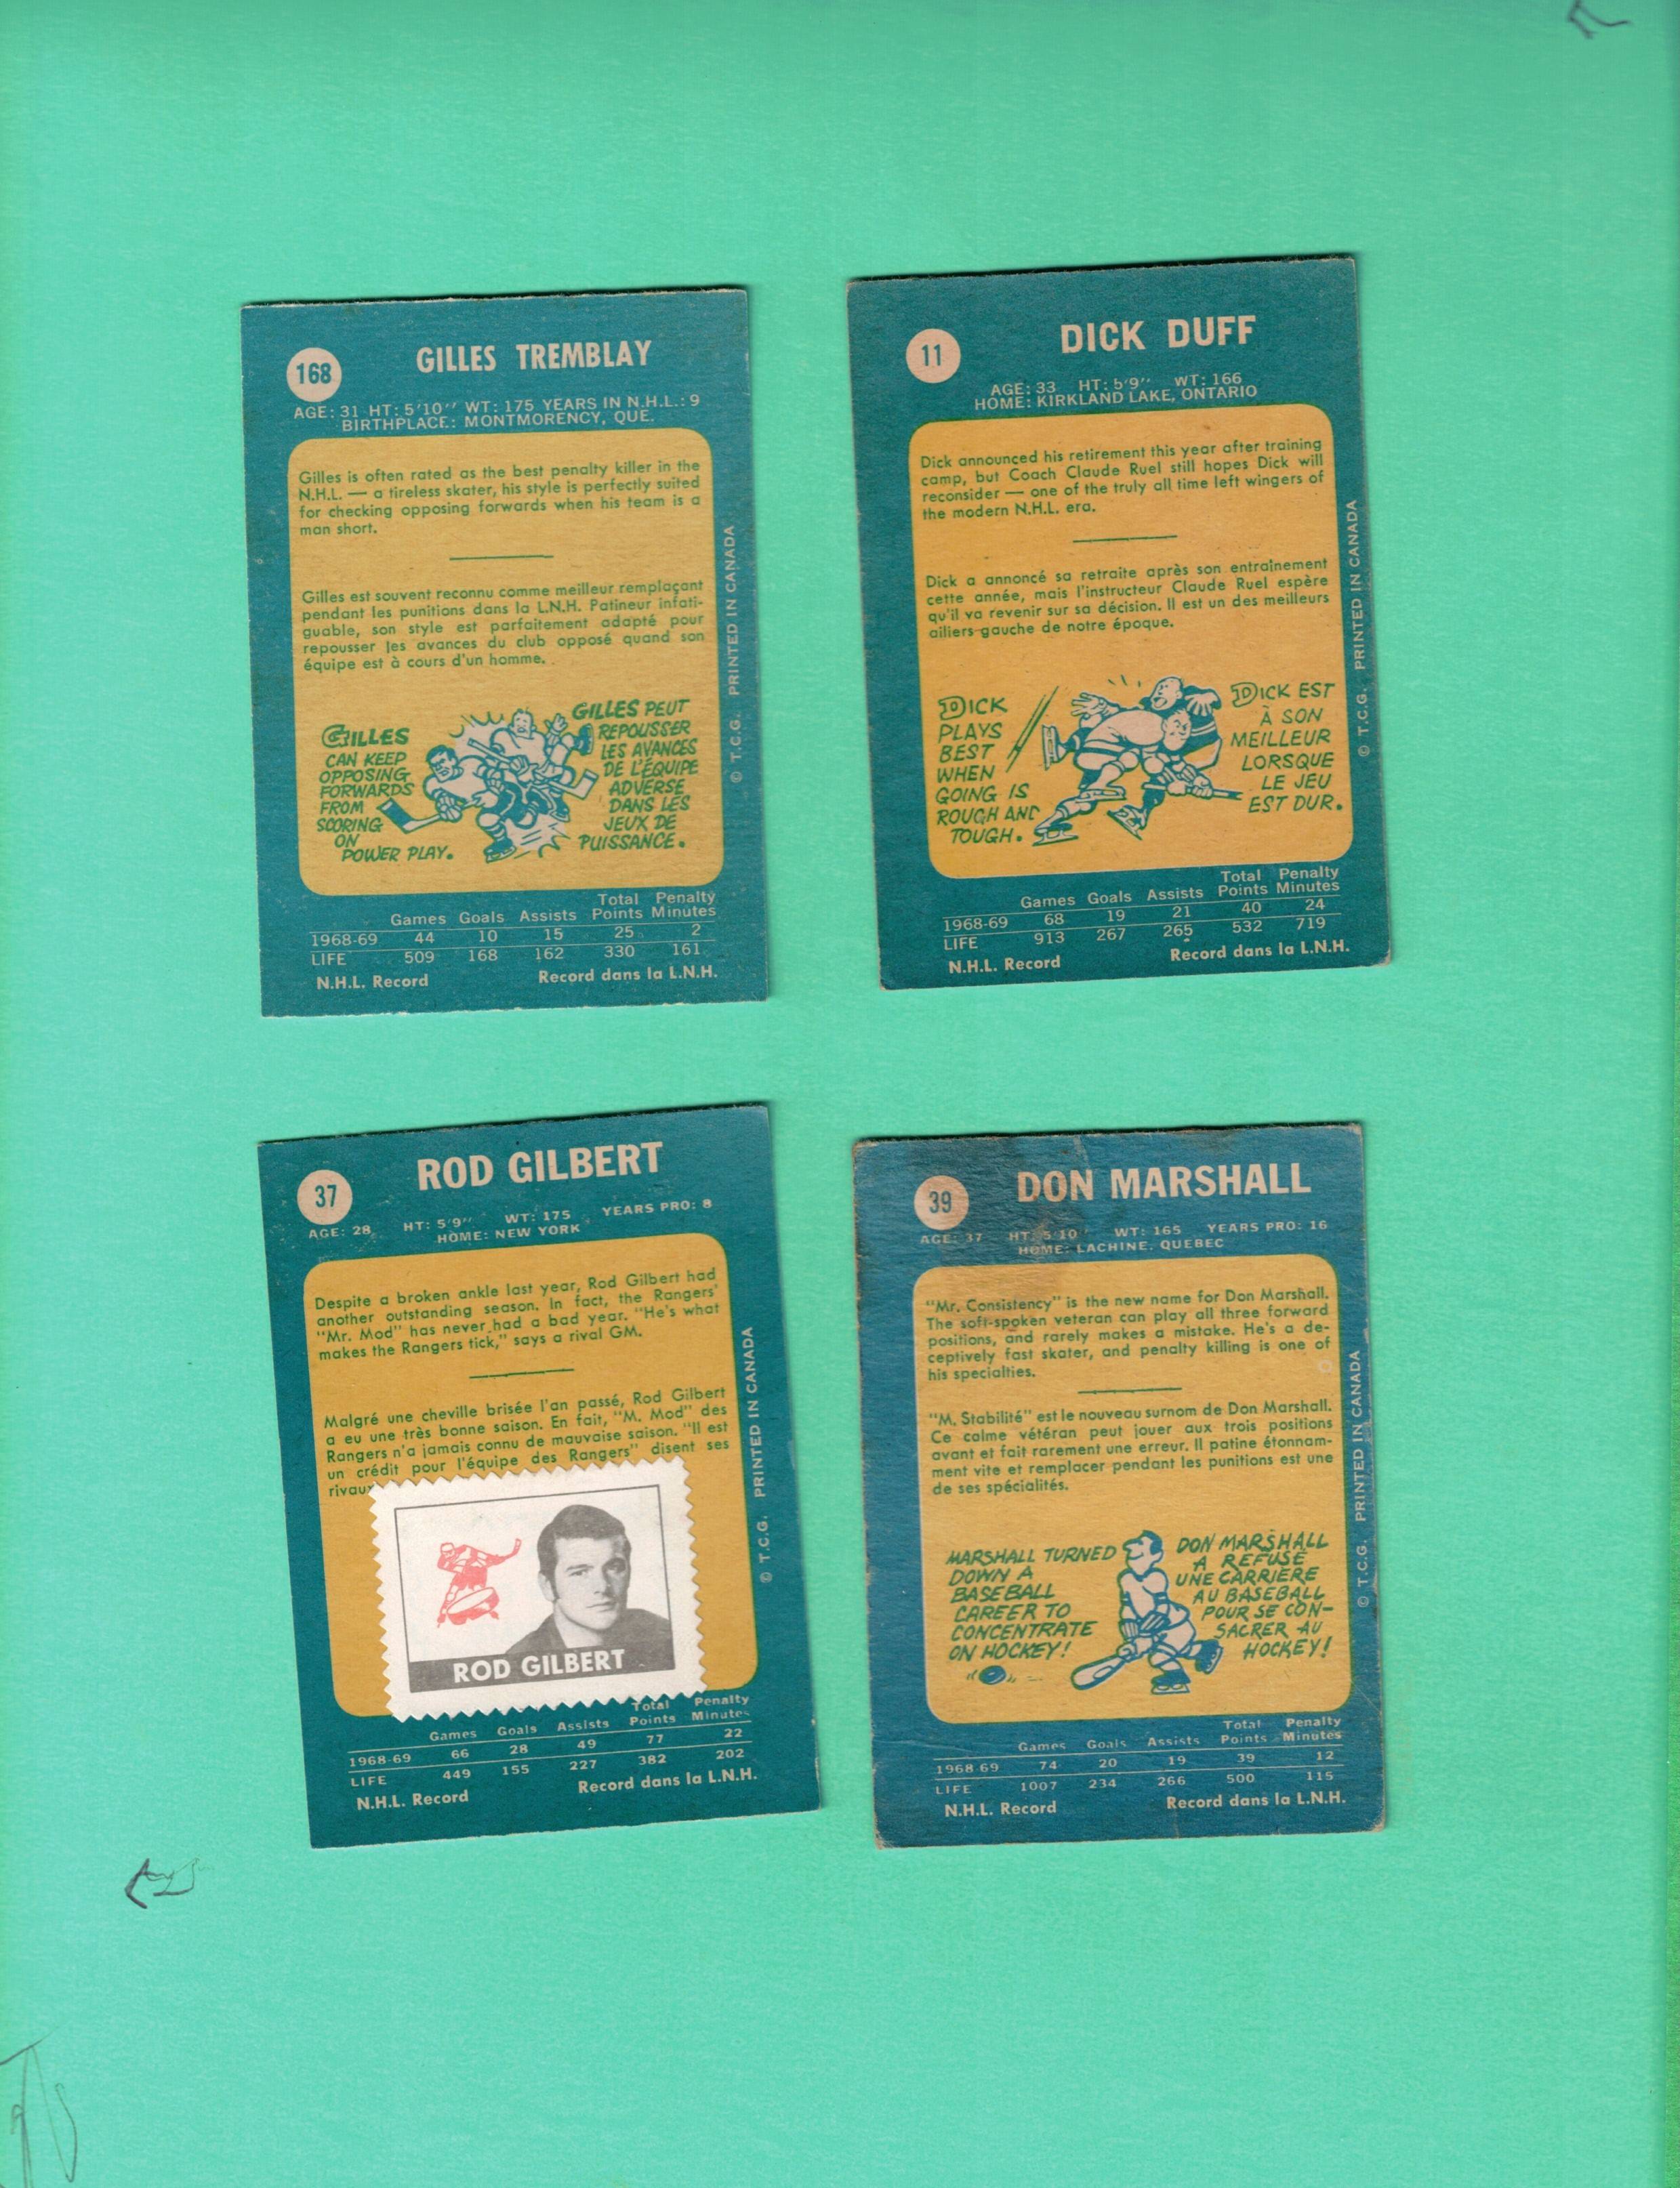 168
GILLES TREMBLAY
AGE: 31 HT: 5'10'' WT: 175 YEARS IN N.H.L.: 9
BIRTHPLACE: MONTMORENCY, QUE.
Gilles is often rated as the best penalty killer in the
N.H.L. — a tireless skater, his style is perfectly suited
for checking opposing forwards when his team is a
man short.
Gilles est souvent reconnu comme meilleur remplaçant
pendant les punitions dans la L.N.H. Patineur infati-
guable, son style est parfaitement adapté pour
repousser les avances du club opposé quand son
équipe est à cours d'un homme.
GILLES
CAN KEEP
OPPOSING
FORWARDS
FROM
SCORING
ON
POWER PLAY.
GILLES PEUT
REPOUSSER
LES AVANCES
DE L'ÉQUIPE
ADVERSE
DANS LES
JEUX DE
PUISSANCE.
Total Penalty
Games Goals Assists Points Minutes
1968-69 44 10 15 25 2
LIFE 509 168 162 330 161
N.H.L. Record Record dans la L.N.H.
© T.C.G. PRINTED IN CANADA
11
DICK DUFF
AGE: 33 HT: 5'9'' WT: 166
HOME: KIRKLAND LAKE, ONTARIO
Dick announced his retirement this year after training
camp, but Coach Claude Ruel still hopes Dick will
reconsider — one of the truly all time left wingers of
the modern N.H.L. era.
Dick a annoncé sa retraite après son entraînement
cette année, mais l'instructeur Claude Ruel espère
qu'il va revenir sur sa décision. Il est un des meilleurs
ailiers-gauche de notre époque.
DICK
PLAYS
BEST
WHEN
GOING IS
ROUGH AND
TOUGH.
DICK EST
À SON
MEILLEUR
LORSQUE
LE JEU
EST DUR.
Total Penalty
Games Goals Assists Points Minutes
1968-69 68 19 21 40 24
LIFE 913 267 265 532 719
N.H.L. Record Record dans la L.N.H.
© T.C.G. PRINTED IN CANADA
37
ROD GILBERT
AGE: 28 HT: 5'9'' WT: 175 YEARS PRO: 8
HOME: NEW YORK
Despite a broken ankle last year, Rod Gilbert had
another outstanding season. In fact, the Rangers'
"Mr. Mod" has never had a bad year. "He's what
makes the Rangers tick," says a rival GM.
Malgré une cheville brisée l'an passé, Rod Gilbert
a eu une très bonne saison. En fait, "M. Mod" des
Rangers n'a jamais connu de mauvaise saison. "Il est
un crédit pour l'équipe des Rangers" disent ses
rivaux
ROD GILBERT
Total Penalty
Games Goals Assists Points Minutes
1968-69 66 28 49 77 22
LIFE 449 155 227 382 202
N.H.L. Record Record dans la L.N.H.
© T.C.G. PRINTED IN CANADA
39
DON MARSHALL
AGE: 37 HT: 5'10'' WT: 165 YEARS PRO: 16
HOME: LACHINE, QUEBEC
"Mr. Consistency" is the new name for Don Marshall.
The soft-spoken veteran can play all three forward
positions, and rarely makes a mistake. He's a de-
ceptively fast skater, and penalty killing is one of
his specialties.
"M. Stabilité" est le nouveau surnom de Don Marshall.
Ce calme vétéran peut jouer aux trois positions
avant et fait rarement une erreur. Il patine étonnam-
ment vite et remplacer pendant les punitions est une
de ses spécialités.
MARSHALL TURNED
DOWN A
BASEBALL
CAREER TO
CONCENTRATE
ON HOCKEY!
DON MARSHALL
A REFUSÉ
UNE CARRIÈRE
AU BASEBALL
POUR SE CON-
SACRER AU
HOCKEY!
Total Penalty
Games Goals Assists Points Minutes
1968-69 74 20 19 39 12
LIFE 1007 234 266 500 115
N.H.L. Record Record dans la L.N.H.
© T.C.G. PRINTED IN CANADA